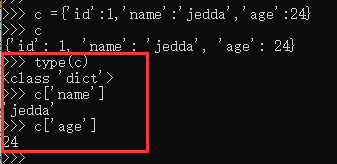 >>> c ={'id':1,'name':'jedda','age':24}
>>> c
{'id': 1, 'name': 'jedda', 'age': 24}
>>> type(c)
<class 'dict'>
>>> c['name']
'jedda'
>>> c['age']
24
>>>